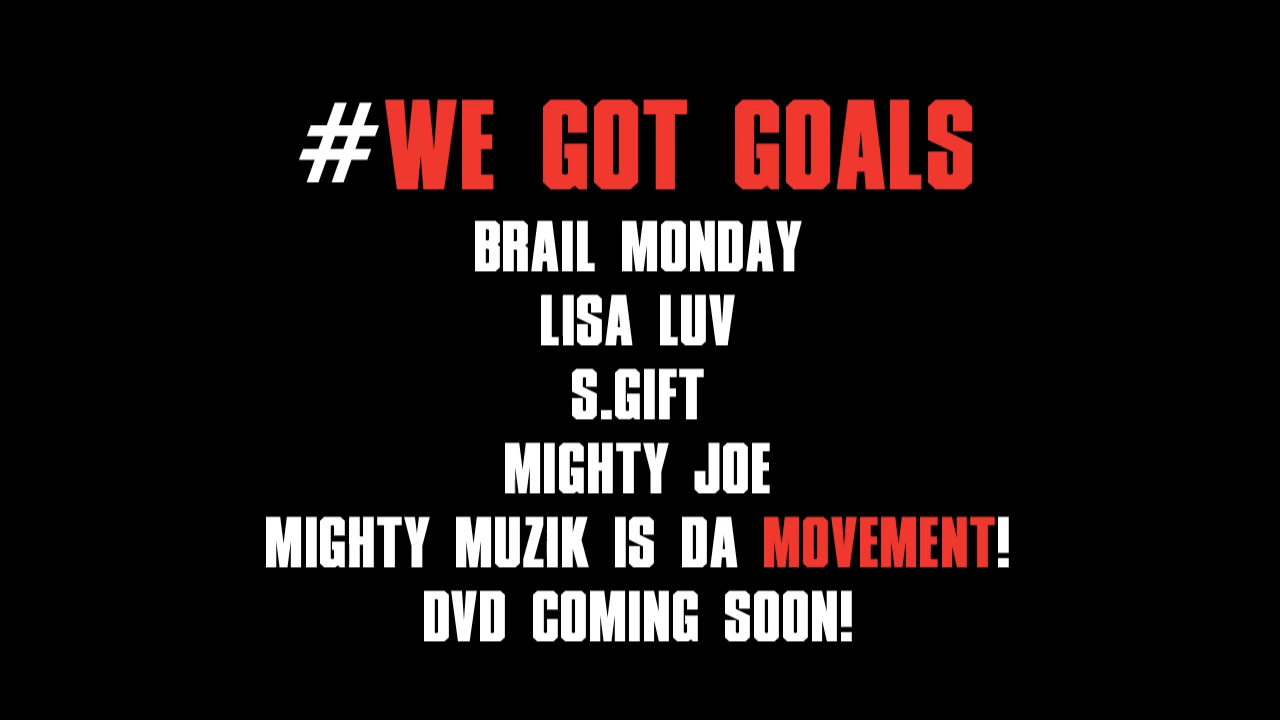 #WE GOT GOALS
BRAIL MONDAY
LISA LUV
S.GIFT
MIGHTY JOE
MIGHTY MUZIK IS DA MOVEMENT!
DVD COMING SOON!